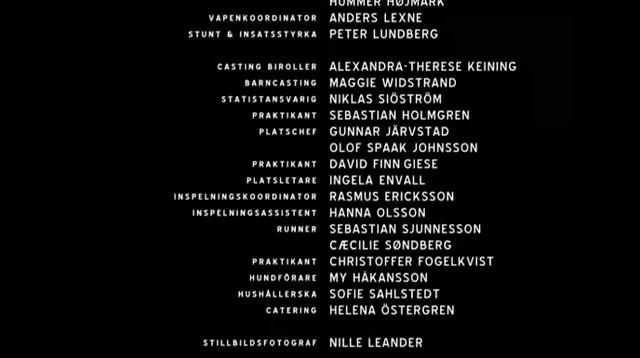 HUMMER HØJMARK
VAPENKOORDINATOR ANDERS LEXNE
STUNT & INSATSSTYRKA PETER LUNDBERG
CASTING BIROLLER ALEXANDRA-THERESE KEINING
BARNCASTING MAGGIE WIDSTRAND
STATISTANSVARIG NIKLAS SIÖSTRÖM
PRAKTIKANT SEBASTIAN HOLMGREN
PLATSCHEF GUNNAR JÄRVSTAD
OLOF SPAAK JOHNSSON
PRAKTIKANT DAVID FINN GIESE
PLATSLETARE INGELA ENVALL
INSPELNINGSKOORDINATOR RASMUS ERICKSSON
INSPELNINGSASSISTENT HANNA OLSSON
RUNNER SEBASTIAN SJUNNESSON
CÆCILIE SØNDBERG
PRAKTIKANT CHRISTOFFER FOGELKVIST
HUNDFÖRARE MY HÅKANSSON
HUSHÅLLERSKA SOFIE SAHLSTEDT
CATERING HELENA ÖSTERGREN
STILLBILDSFOTOGRAF NILLE LEANDER